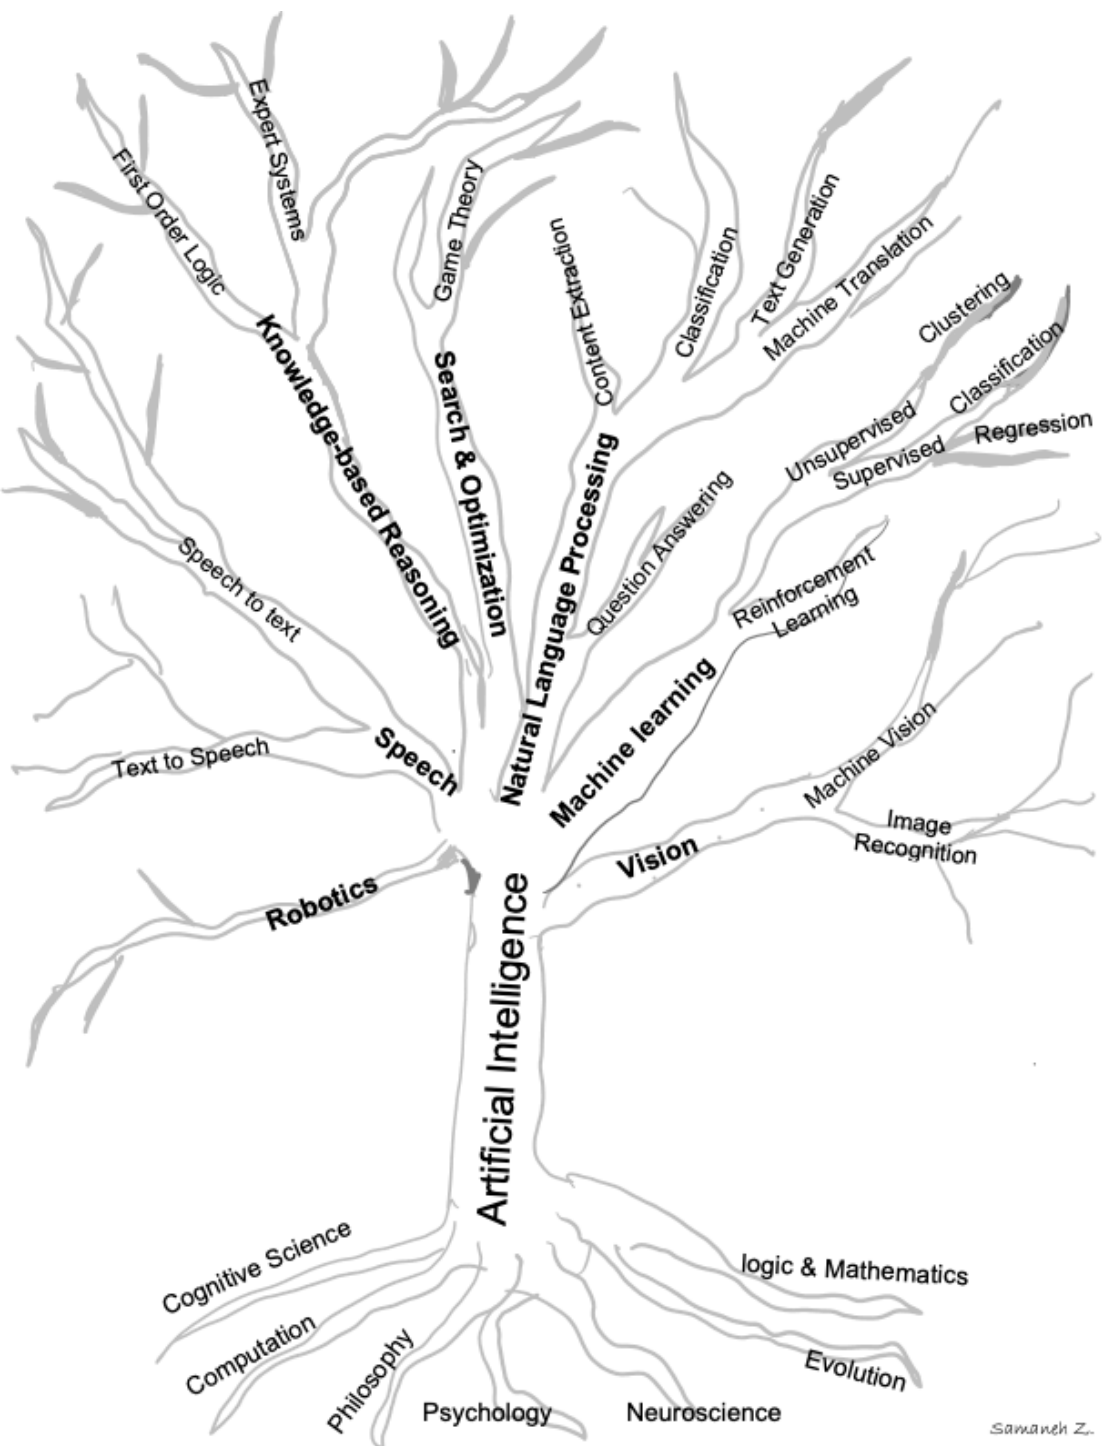 Expert Systems
First Order Logic
Game Theory
Content Extraction
Classification
Text Generation
Machine Translation
Clustering
Classification
Regression
Unsupervised
Supervised
Knowledge-based Reasoning
Search & Optimization
Natural Language Processing
Question Answering
Reinforcement
Learning
Speech to text
Text to Speech
Speech
Machine learning
Machine Vision
Image
Recognition
Vision
Robotics
Artificial Intelligence
Cognitive Science
Computation
Philosophy
Psychology
Neuroscience
Evolution
logic & Mathematics
Samaneh Z.